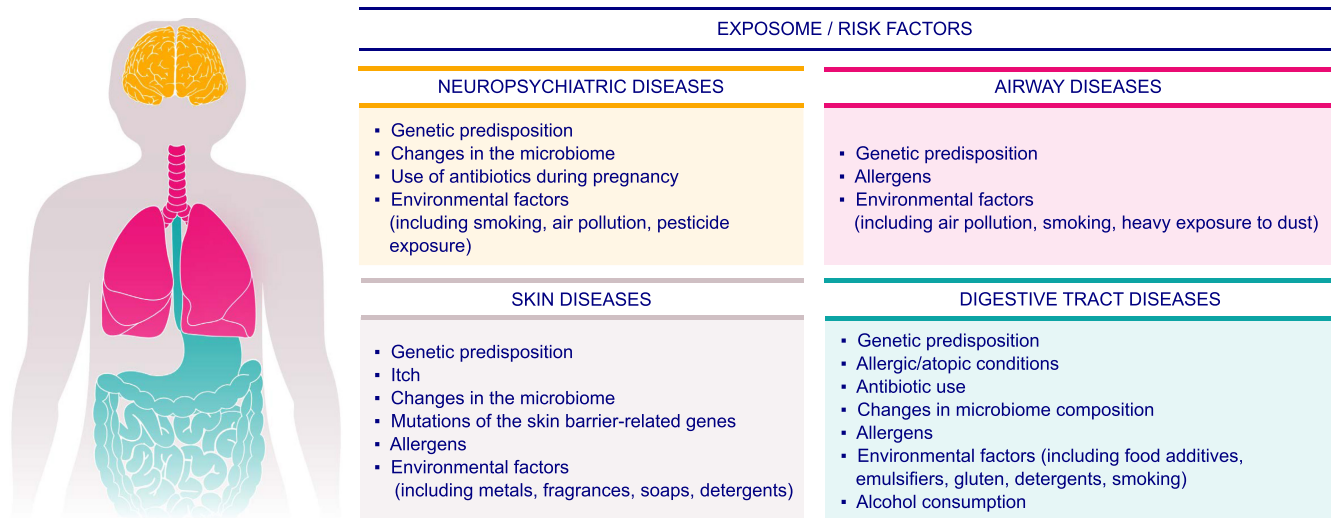 EXPOSOME / RISK FACTORS
NEUROPSYCHIATRIC DISEASES
▪ Genetic predisposition
▪ Changes in the microbiome
▪ Use of antibiotics during pregnancy
▪ Environmental factors
(including smoking, air pollution, pesticide
exposure)
AIRWAY DISEASES
▪ Genetic predisposition
▪ Allergens
▪ Environmental factors
(including air pollution, smoking, heavy exposure to dust)
SKIN DISEASES
▪ Genetic predisposition
▪ Itch
▪ Changes in the microbiome
▪ Mutations of the skin barrier-related genes
▪ Allergens
▪ Environmental factors
(including metals, fragrances, soaps, detergents)
DIGESTIVE TRACT DISEASES
▪ Genetic predisposition
▪ Allergic/atopic conditions
▪ Antibiotic use
▪ Changes in microbiome composition
▪ Allergens
▪ Environmental factors (including food additives,
emulsifiers, gluten, detergents, smoking)
▪ Alcohol consumption